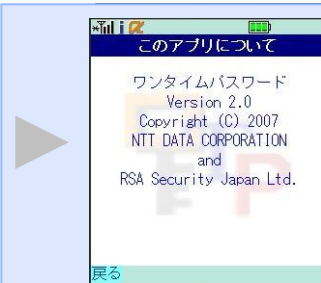 このアプリについて
ワンタイムパスワード
Version 2.0
Copyright (C) 2007
NTT DATA CORPORATION
and
RSA Security Japan Ltd.
戻る